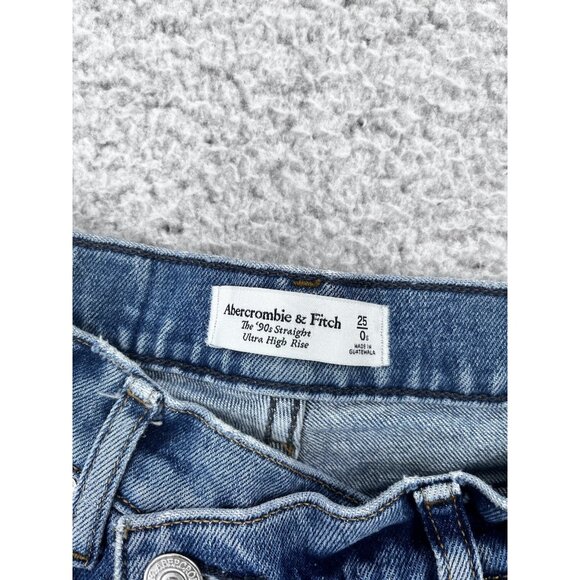 Abercrombie & Fitch
The '90s Straight
Ultra High Rise
25
0s
MADE IN
GUATEMALA